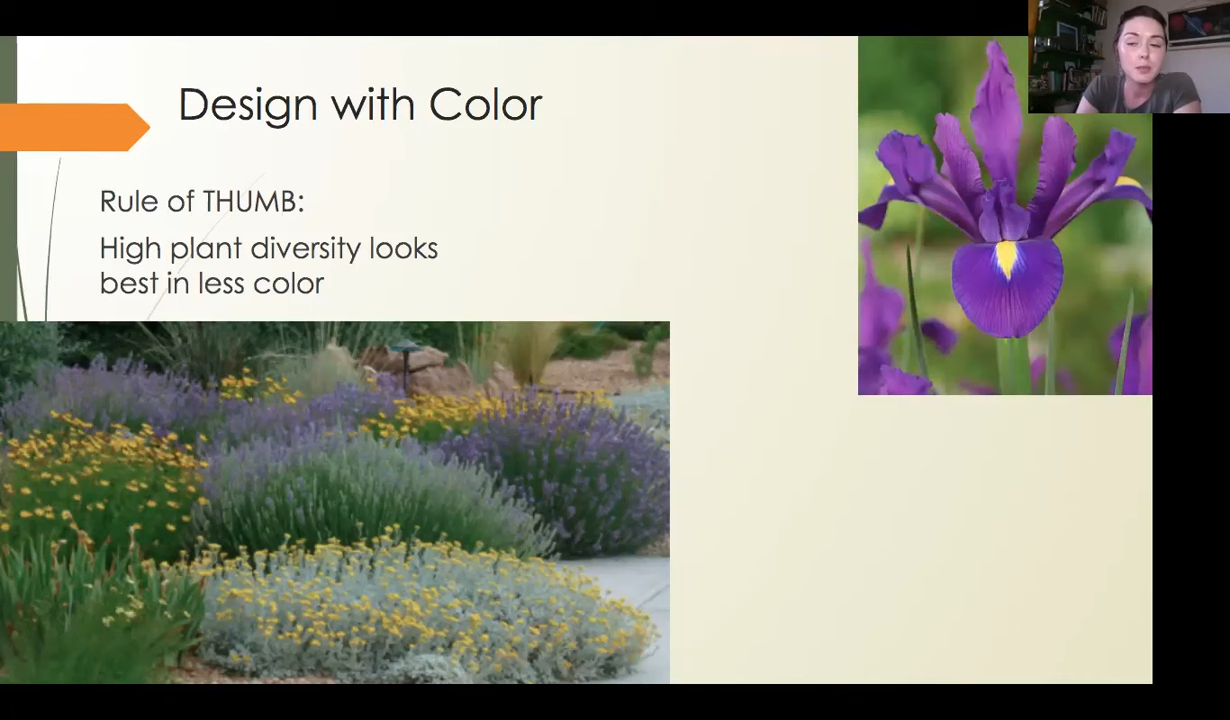 Design with Color
Rule of THUMB:
High plant diversity looks
best in less color